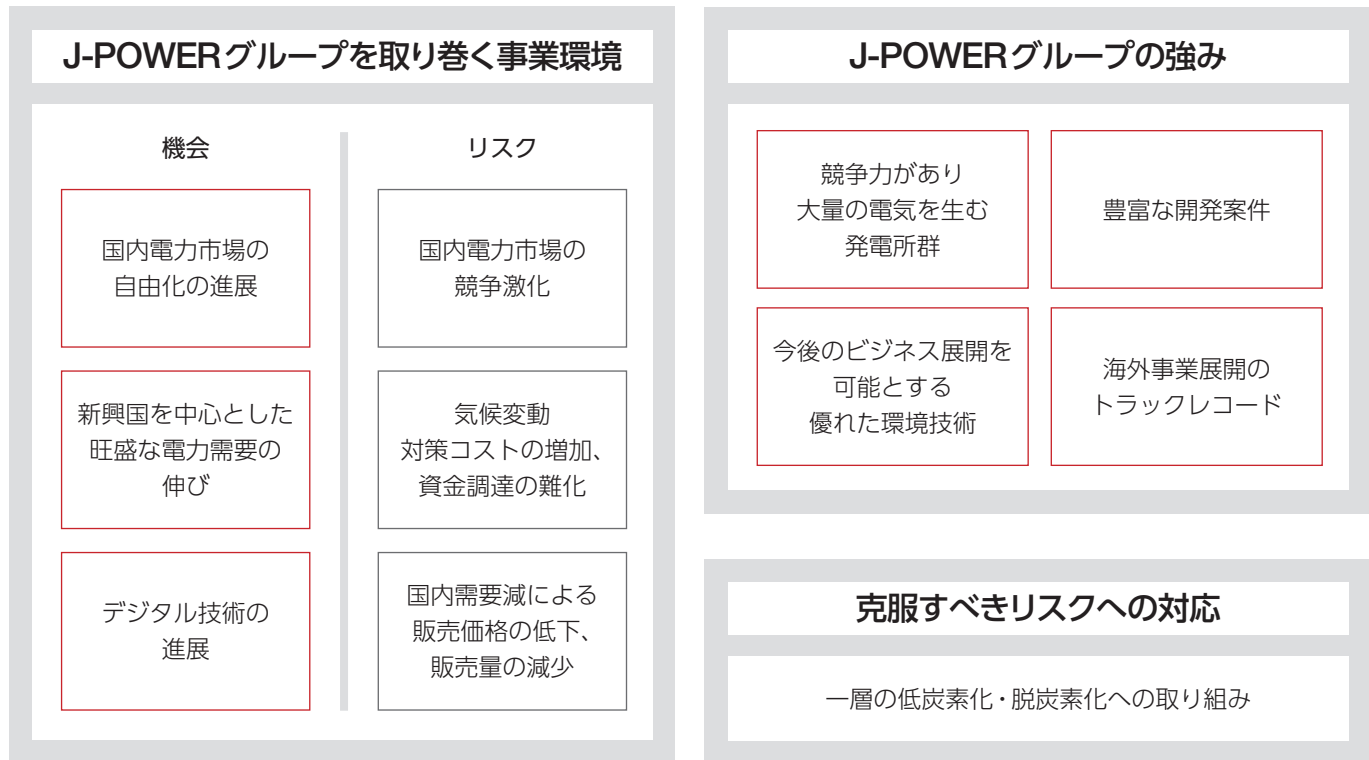 J-POWERグループを取り巻く事業環境
機会
国内電力市場の
自由化の進展
新興国を中心とした
旺盛な電力需要の
伸び
デジタル技術の
進展
リスク
国内電力市場の
競争激化
気候変動
対策コストの増加、
資金調達の難化
国内需要減による
販売価格の低下、
販売量の減少
J-POWERグループの強み
競争力があり
大量の電気を生む
発電所群
豊富な開発案件
今後のビジネス展開を
可能とする
優れた環境技術
海外事業展開の
トラックレコード
克服すべきリスクへの対応
一層の低炭素化・脱炭素化への取り組み